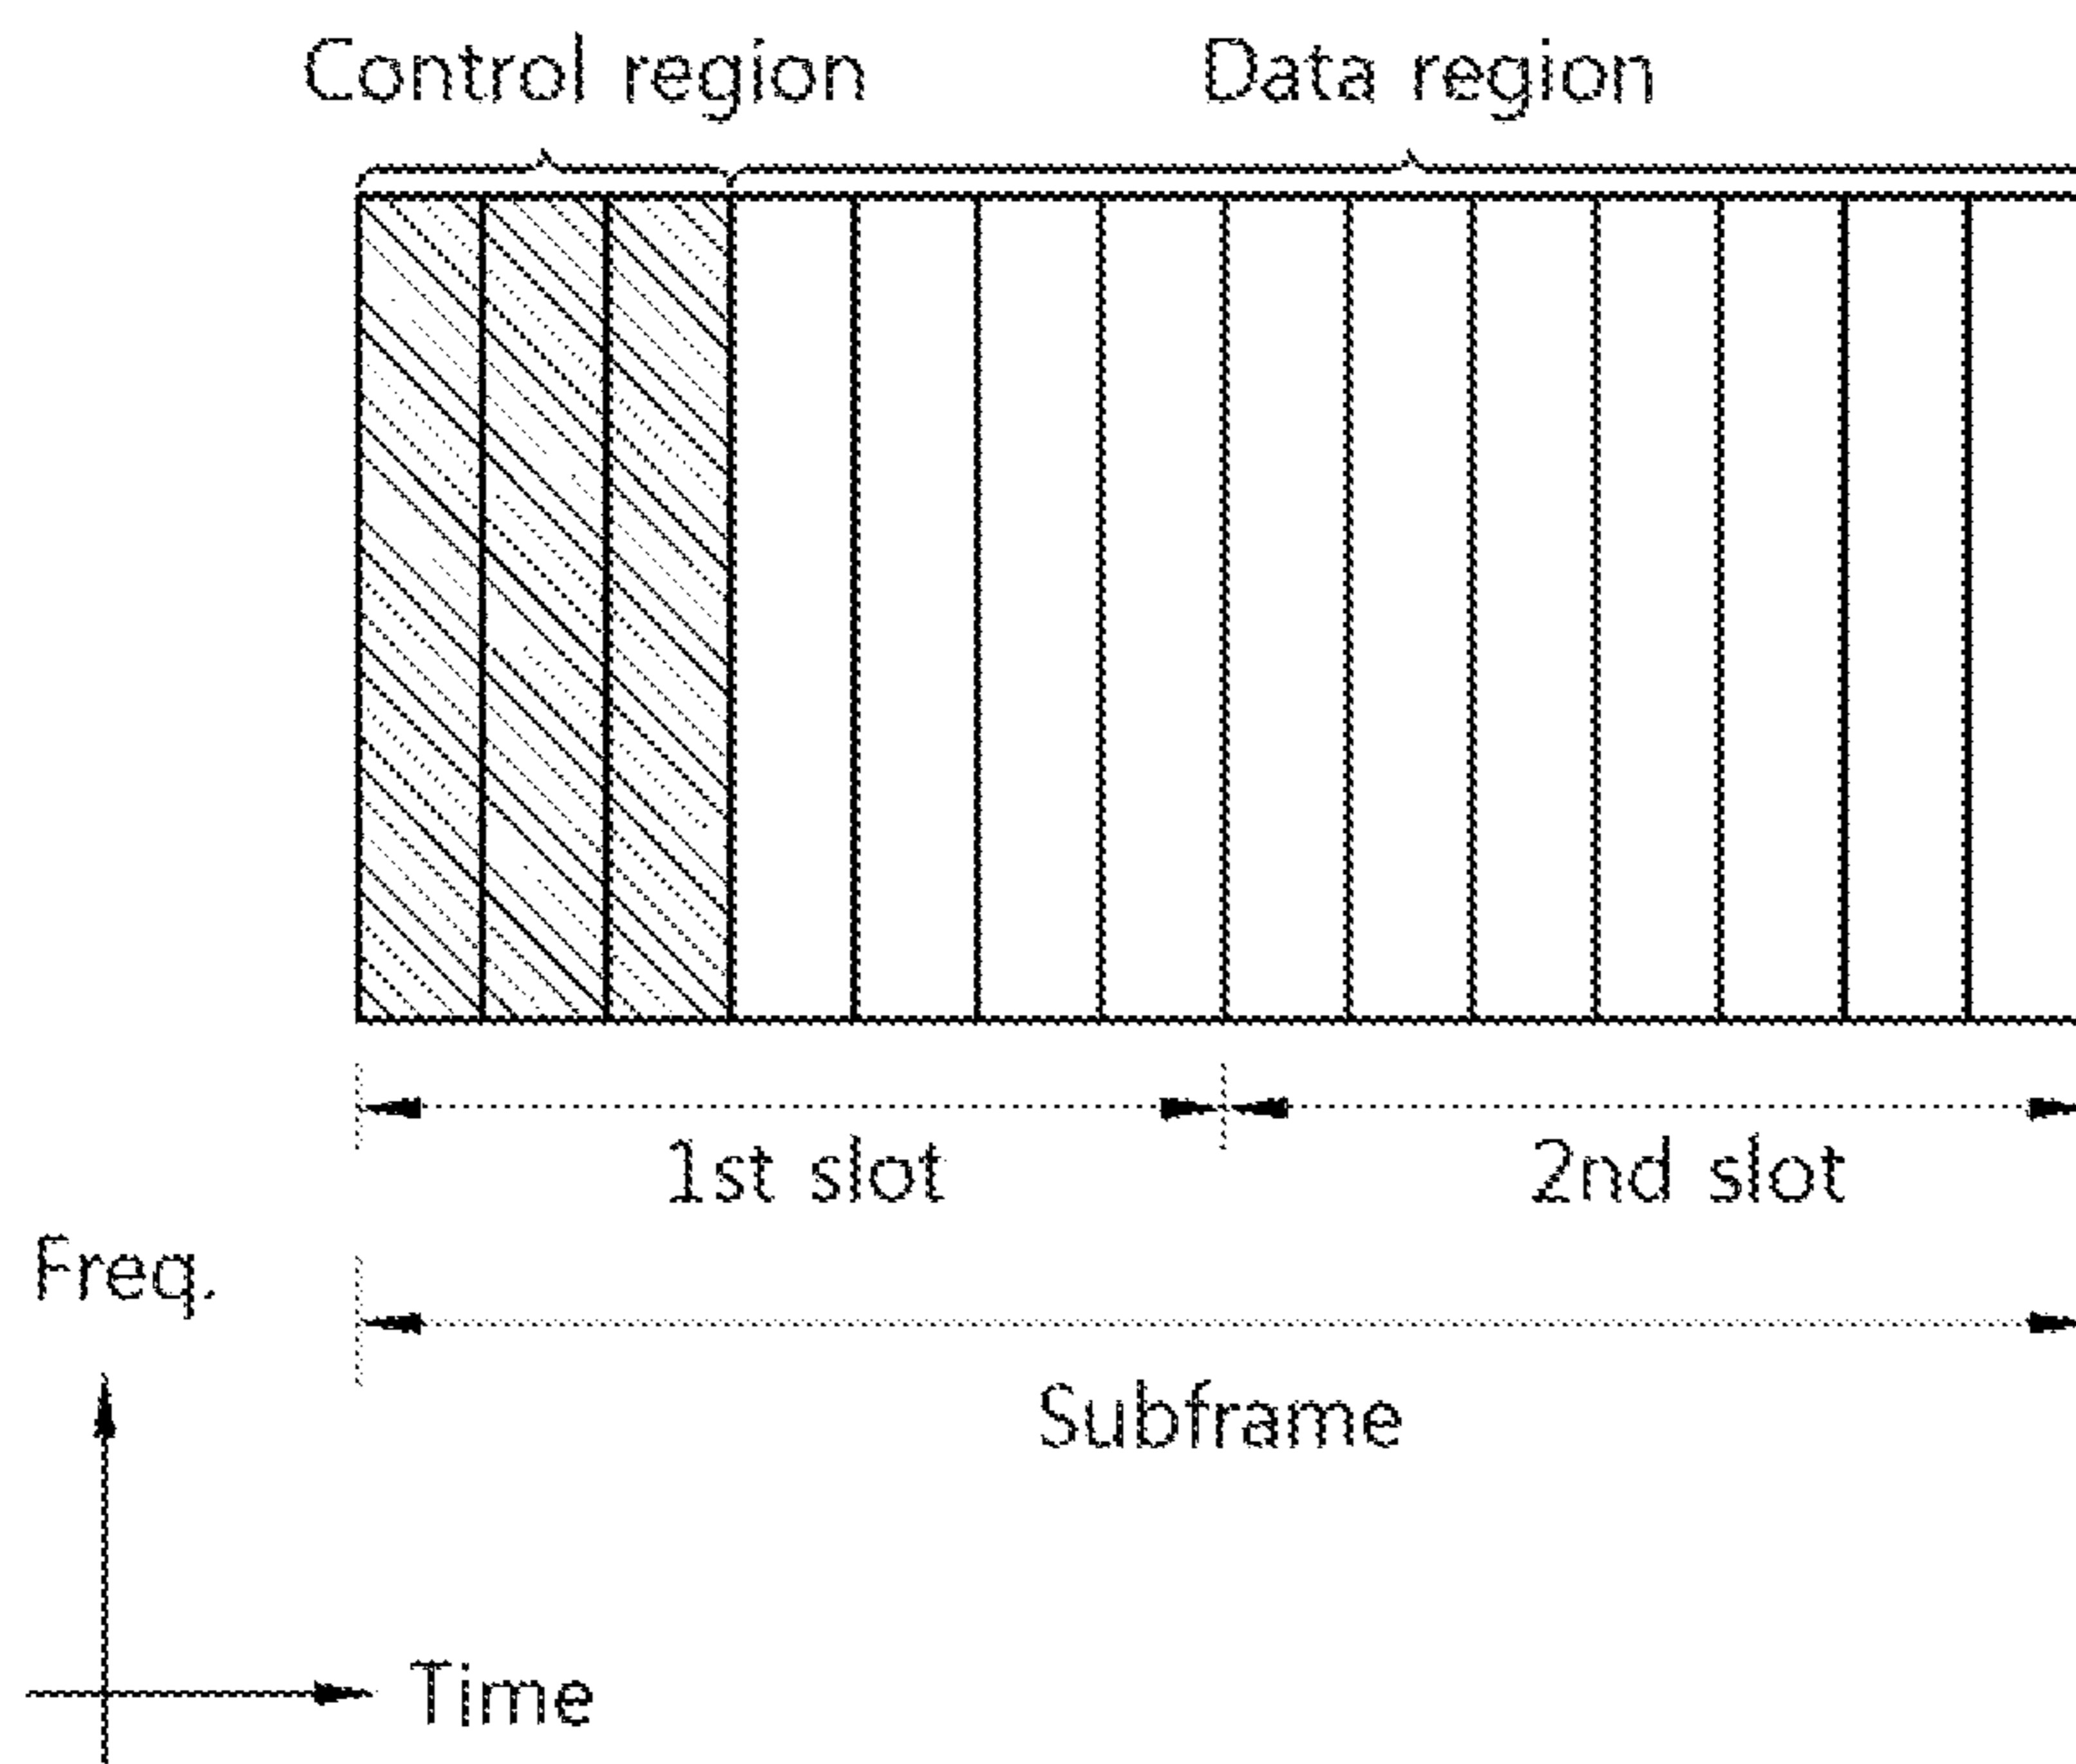 Control region
Data region
1st slot
2nd slot
Freq.
Subframe
Time